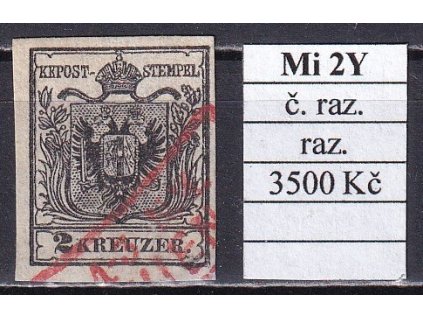 KKPOST-STEMPEL
2 KREUZER.
Mi 2Y
č. raz.
raz.
3500 Kč